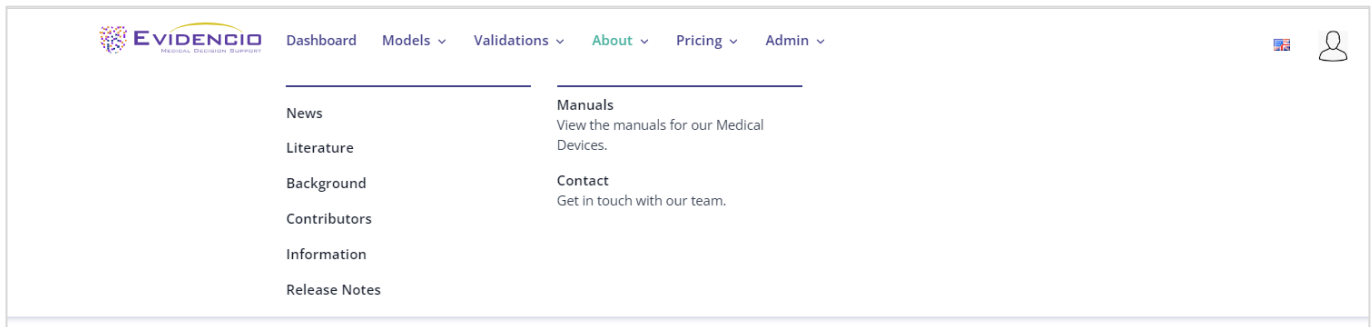 EVIDENCIO
MEDICAL DECISION SUPPORT
Dashboard Models Validations About Pricing Admin
News
Literature
Background
Contributors
Information
Release Notes
Manuals
View the manuals for our Medical
Devices.
Contact
Get in touch with our team.